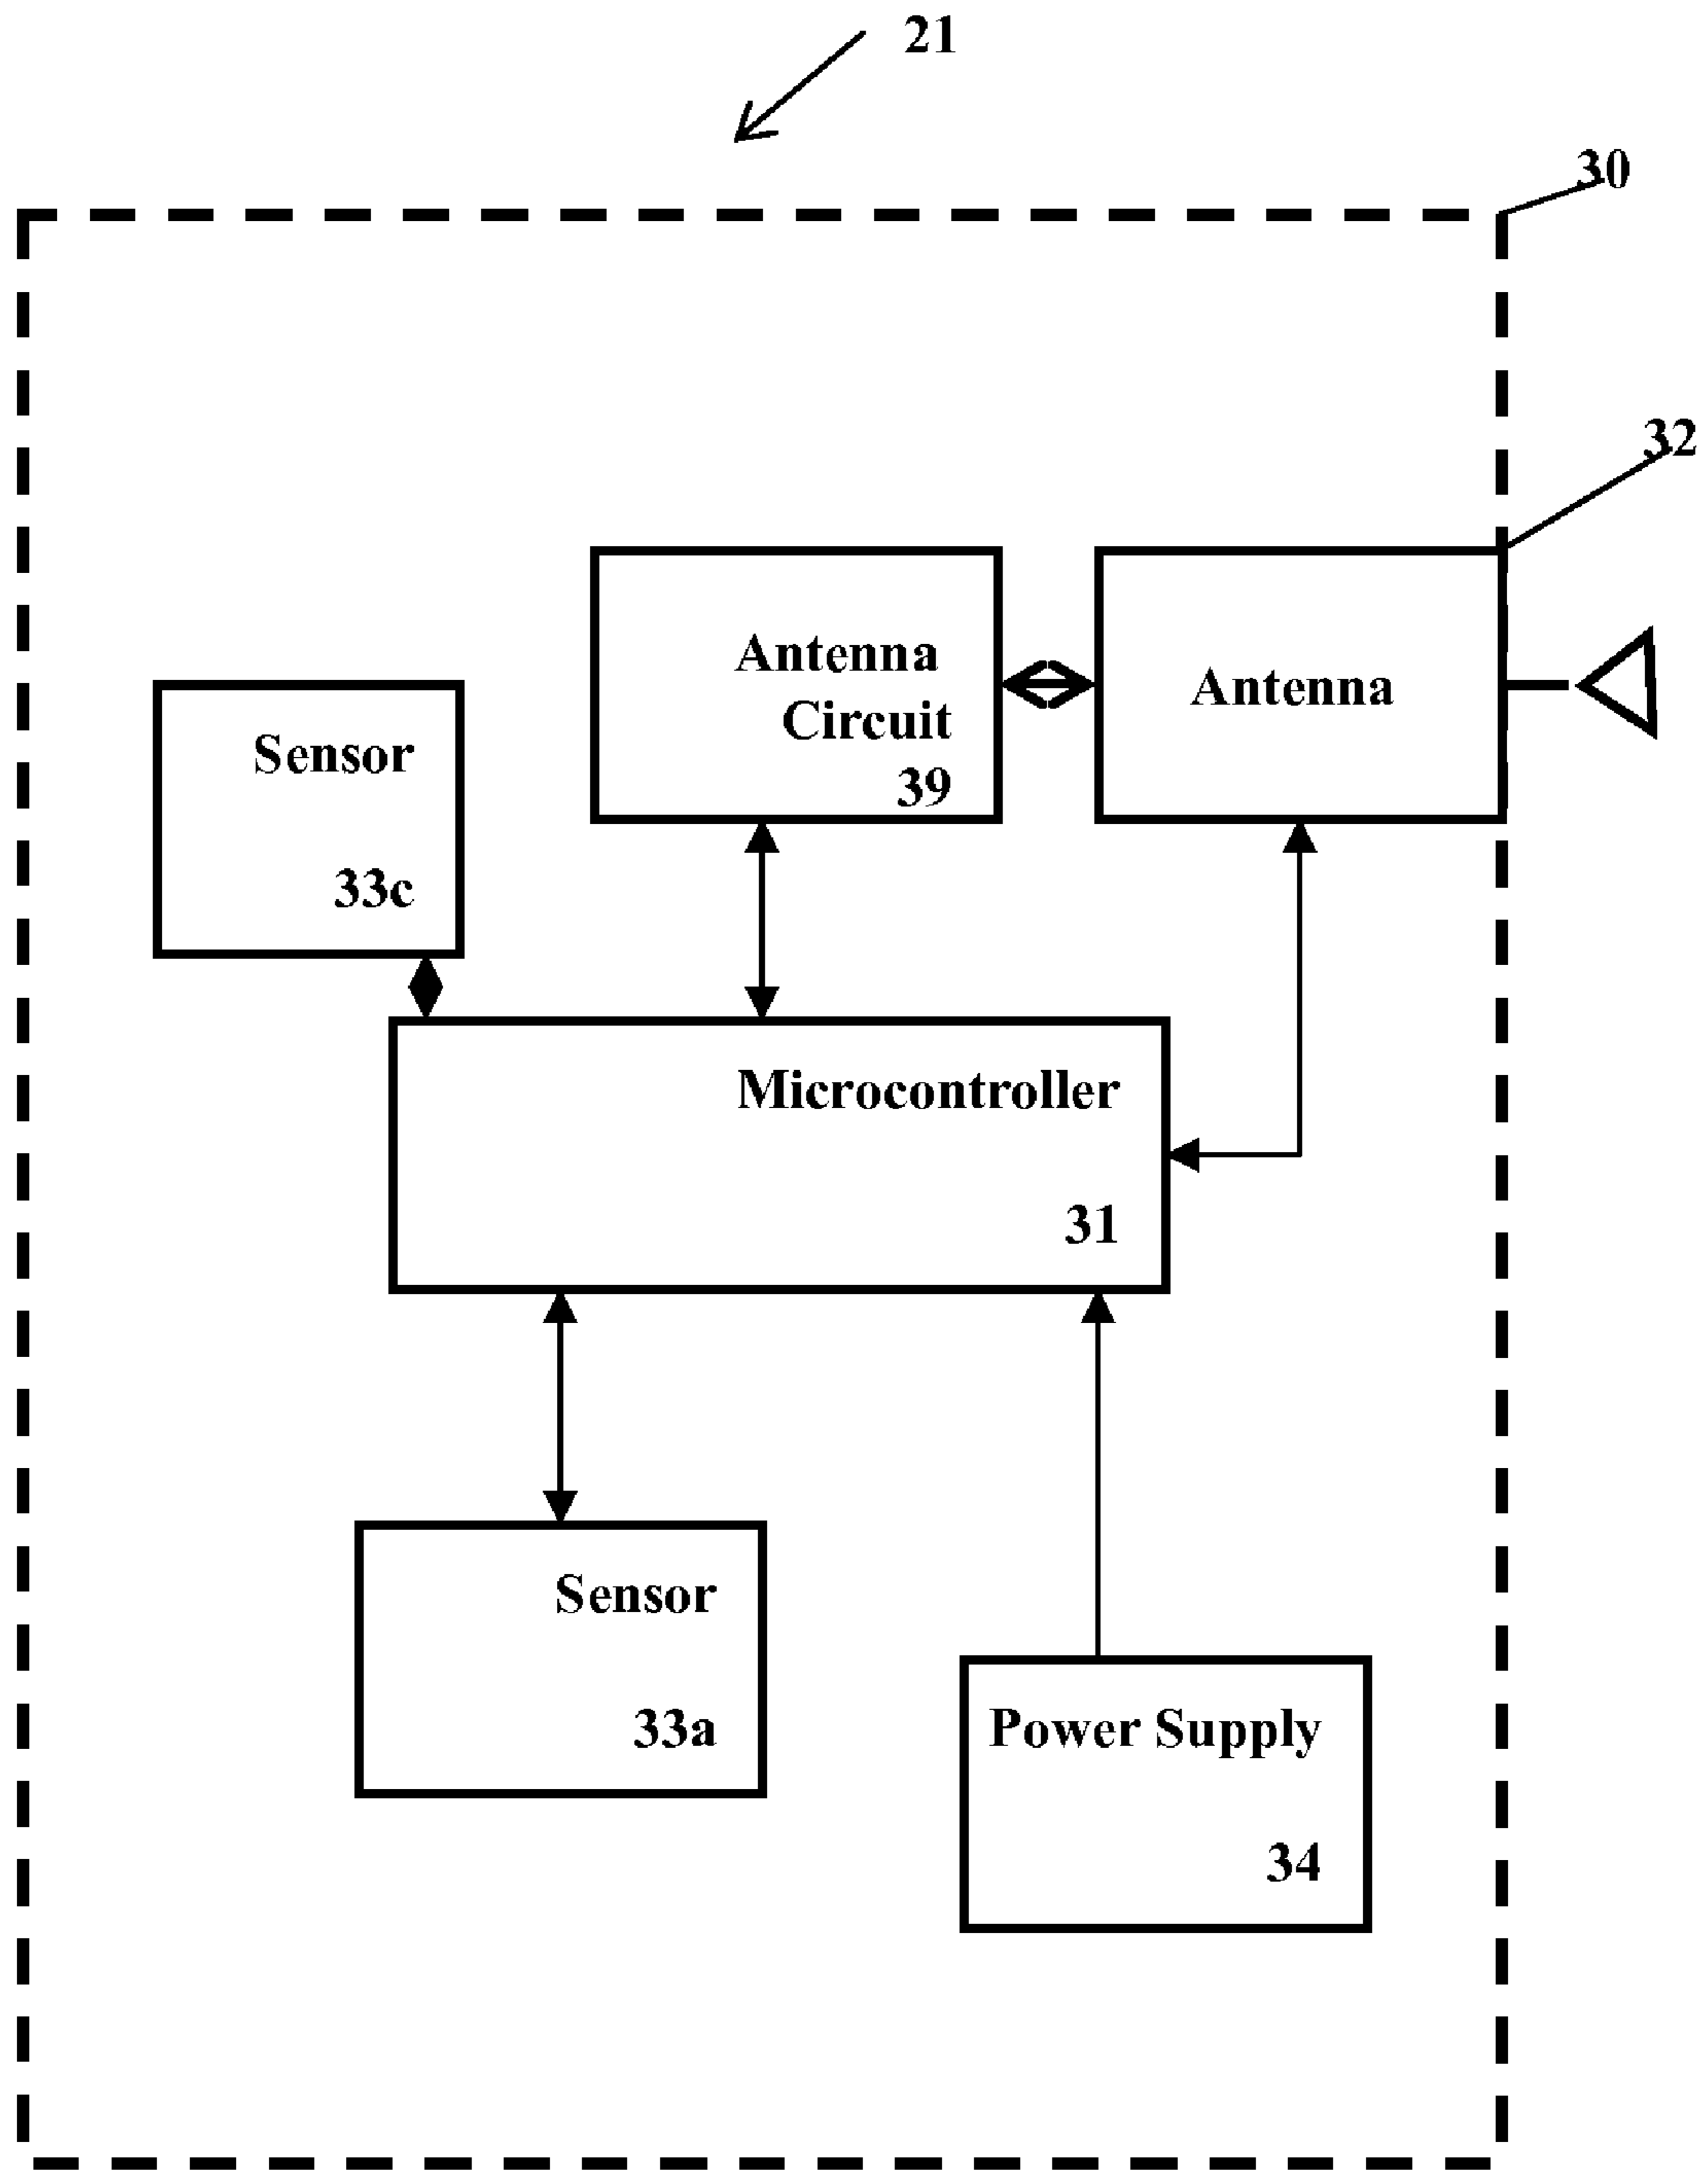 21
30
32
Antenna
Circuit
39
Antenna
Sensor
33c
Microcontroller
31
Sensor
33a
Power Supply
34